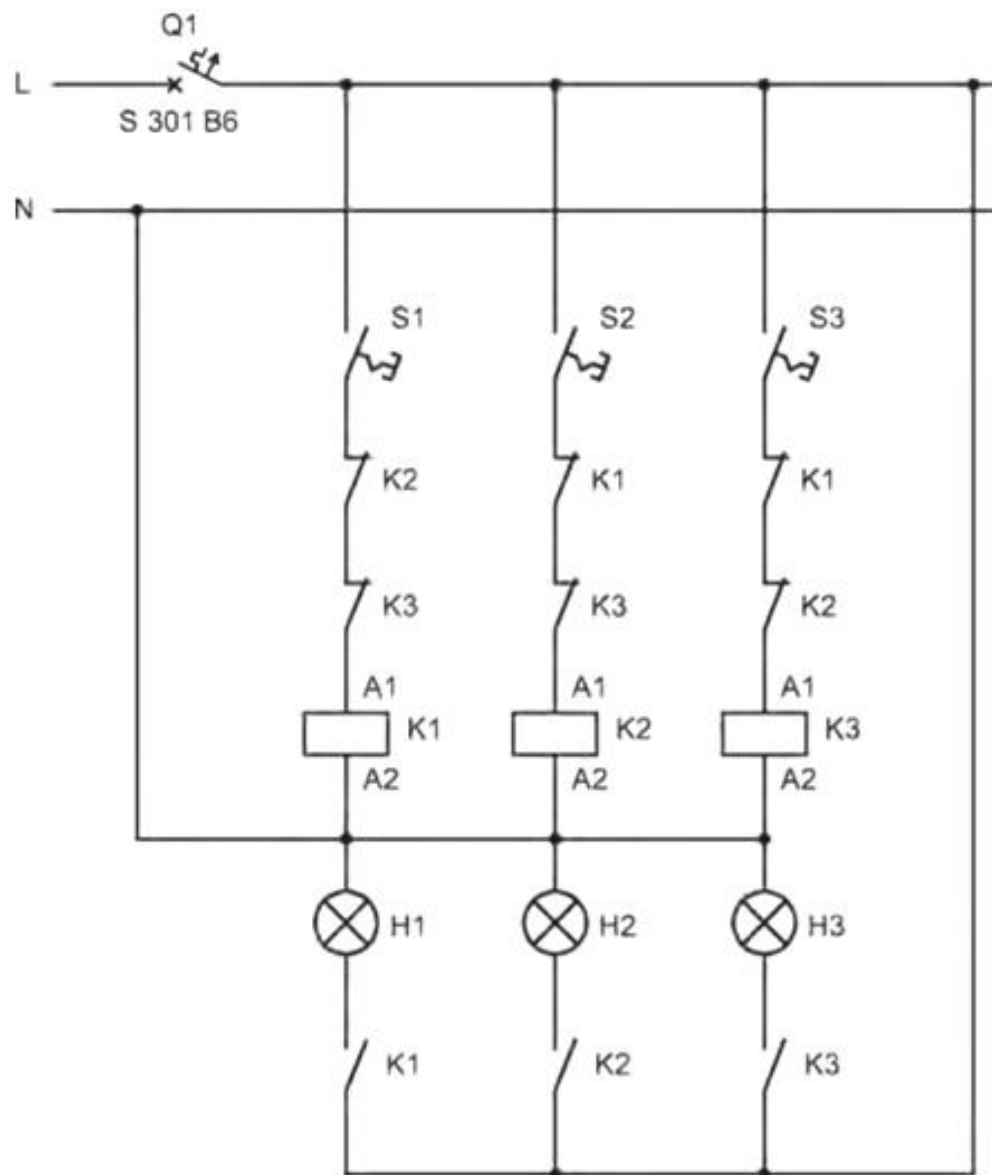 Q1
L
S 301 B6
N
S1 S2 S3
K2 K1 K1
K3 K3 K2
A1 A1 A1
K1 K2 K3
A2 A2 A2
H1 H2 H3
K1 K2 K3